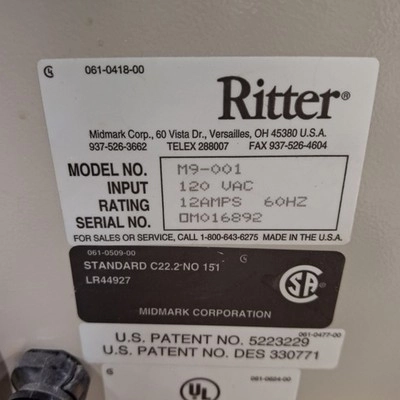 061-0418-00
Ritter®
Midmark Corp., 60 Vista Dr., Versailles, OH 45380 U.S.A.
937-526-3662 TELEX 288007 FAX 937-526-4604
MODEL NO. M9-001
INPUT 120 VAC
RATING 12AMPS 60HZ
SERIAL NO. 0M016892
FOR SALES OR SERVICE, CALL 1-800-643-6275 MADE IN THE U.S.A.
061-0509-00
STANDARD C22.2 NO 151
LR44927
SA
MIDMARK CORPORATION
061-0477-00
U.S. PATENT NO. 5223229
U.S. PATENT NO. DES 330771
061-0604-00
UL